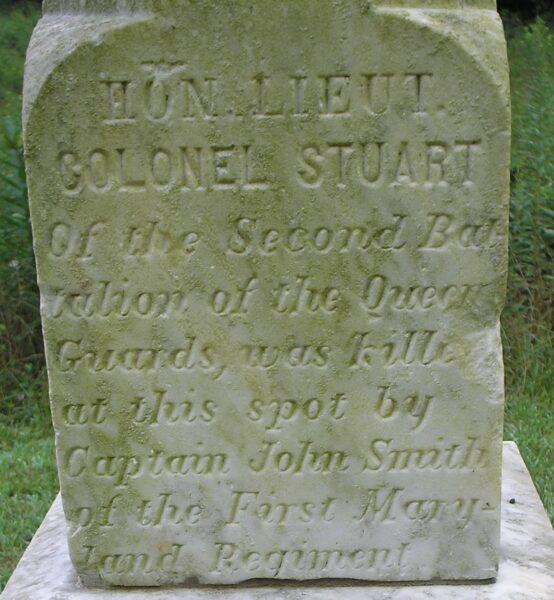 HON. LIEUT.
COLONEL STUART
Of the Second Bat-
talion of the Queen
Guards, was kille
at this spot by
Captain John Smith
of the First Mary-
land Regiment